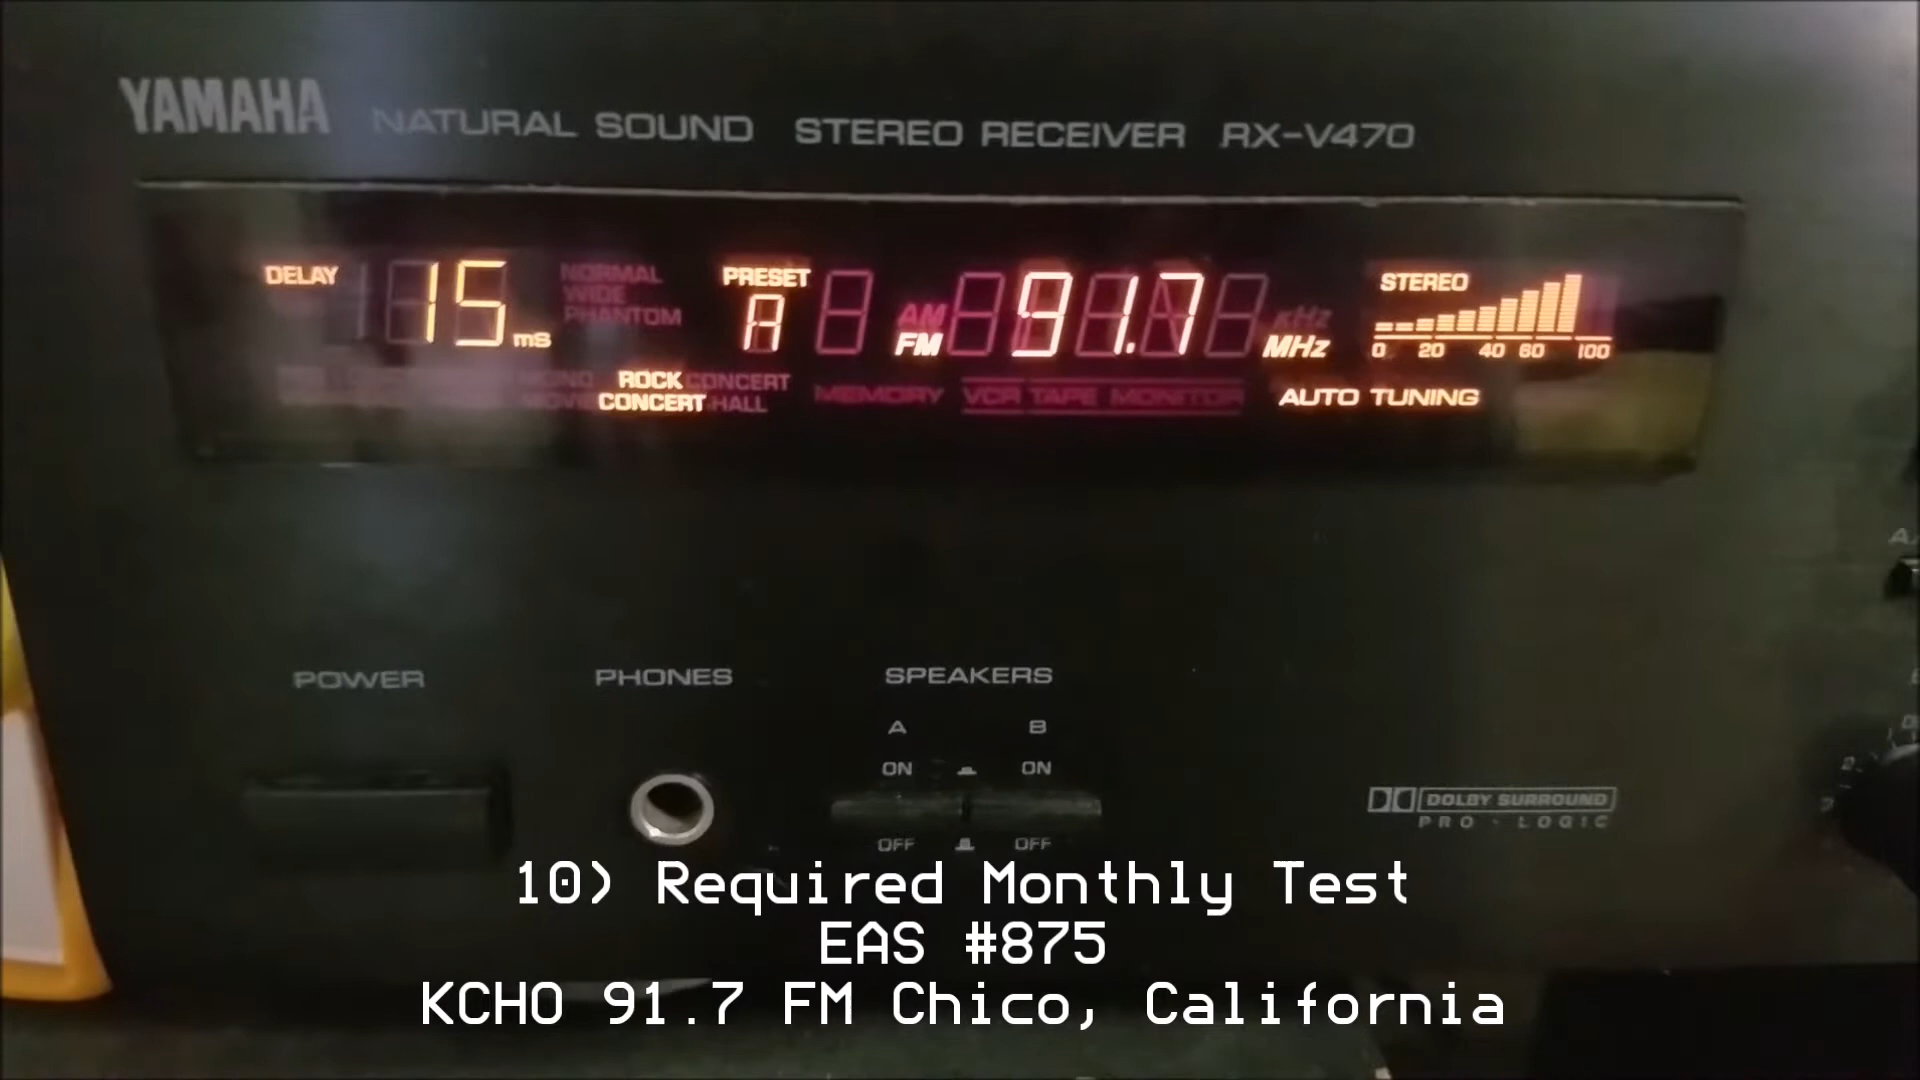 YAMAHA NATURAL SOUND STEREO RECEIVER RX-V470
DELAY 15 mS
NORMAL
WIDE
PHANTOM
PRESET
A
AM
FM
91.7
kHz
MHz
STEREO
0 20 40 60 100
ROCK CONCERT
CONCERT HALL
MEMORY
VCR TAPE MONITOR
AUTO TUNING
POWER
PHONES
SPEAKERS
A B
ON ON
OFF OFF
DOLBY SURROUND
PRO · LOGIC
10) Required Monthly Test
EAS #875
KCHO 91.7 FM Chico, California